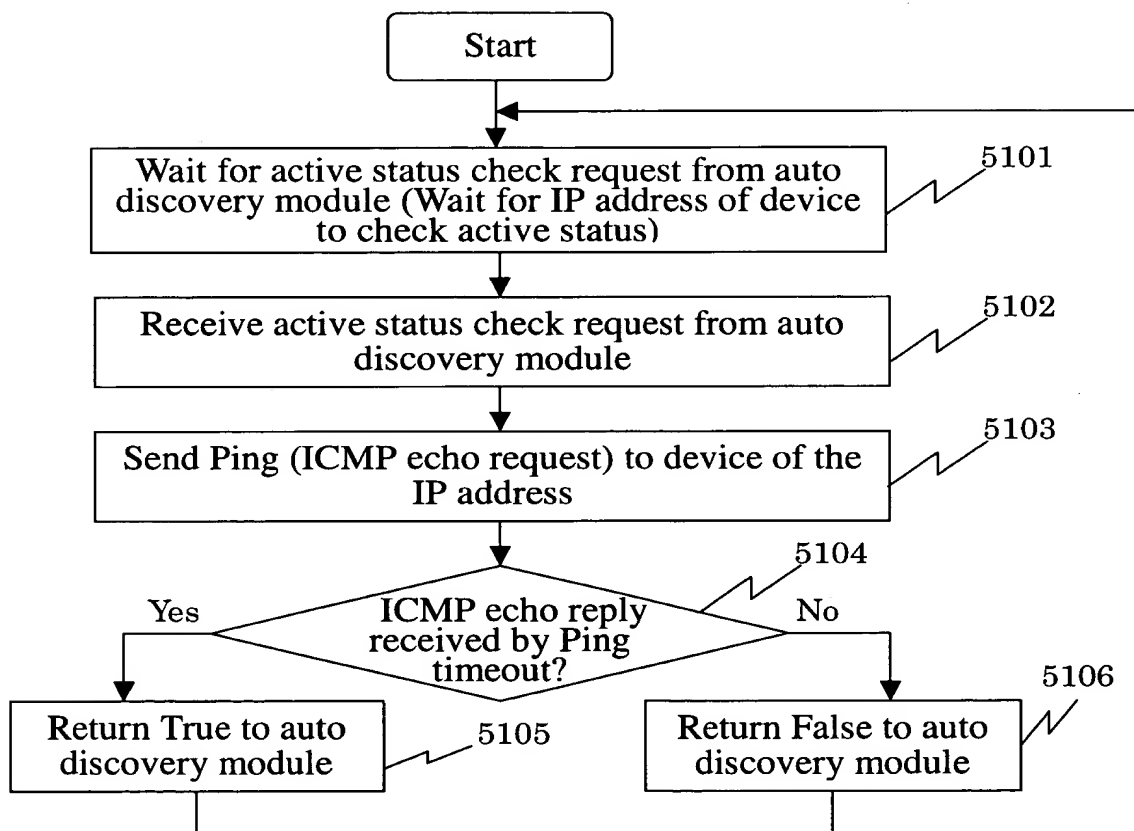 Start
Wait for active status check request from auto
discovery module (Wait for IP address of device
to check active status)
5101
Receive active status check request from auto
discovery module
5102
Send Ping (ICMP echo request) to device of the
IP address
5103
5104
Yes
ICMP echo reply
received by Ping
timeout?
No
Return True to auto
discovery module
5105
Return False to auto
discovery module
5106